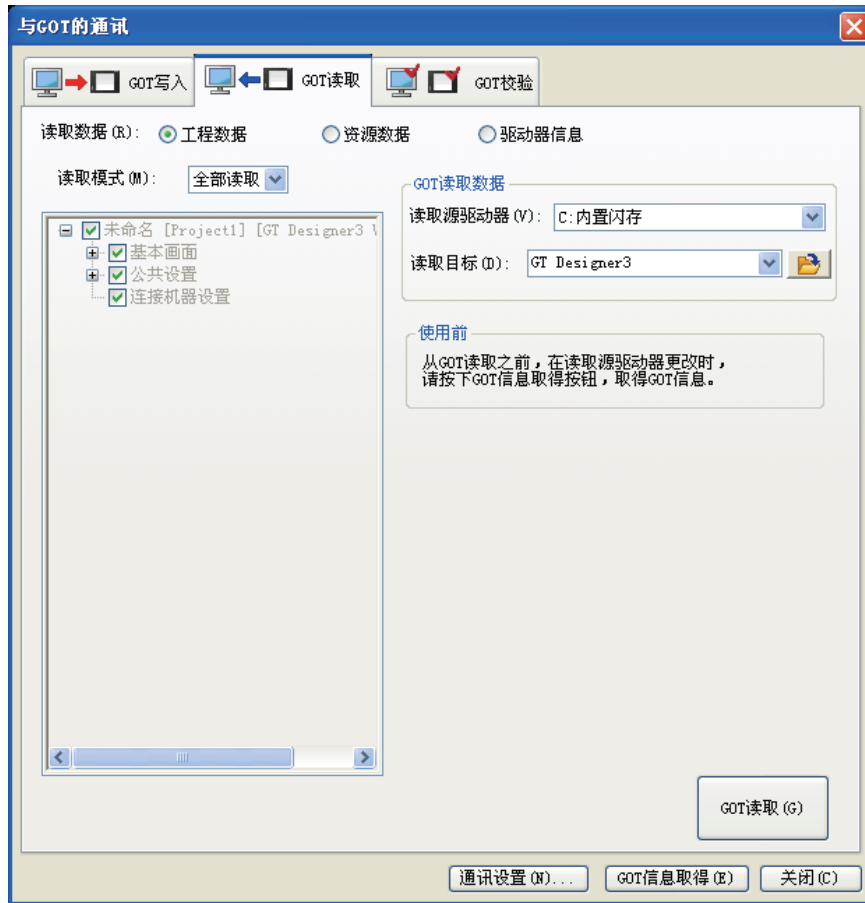 与GOT的通讯
GOT写入
GOT读取
GOT校验
读取数据(R):
工程数据
资源数据
驱动器信息
读取模式(M):
全部读取
未命名 [Project1] [GT Designer3
基本画面
公共设置
连接机器设置
GOT读取数据
读取源驱动器(V):
C:内置闪存
读取目标(D):
GT Designer3
使用前
从GOT读取之前，在读取源驱动器更改时，
请按下GOT信息取得按钮，取得GOT信息。
GOT读取(G)
通讯设置(N)...
GOT信息取得(E)
关闭(C)